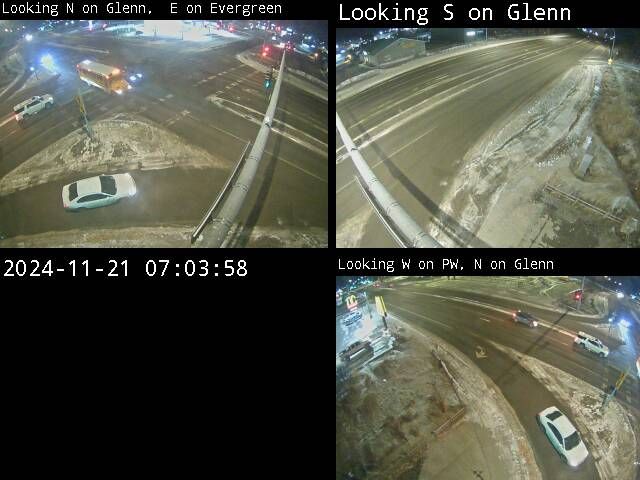 Looking N on Glenn,  E on Evergreen
Looking S on Glenn
2024-11-21 07:03:58
Looking W on PW, N on Glenn